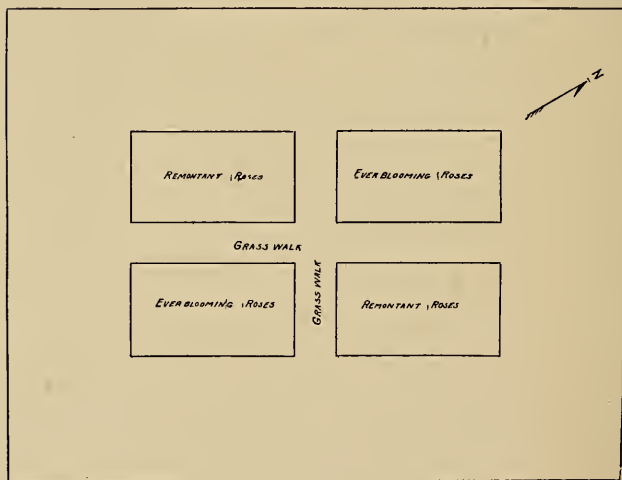 N
REMONTANT ROSES
EVERBLOOMING ROSES
GRASS WALK
EVERBLOOMING ROSES
GRASS WALK
REMONTANT ROSES